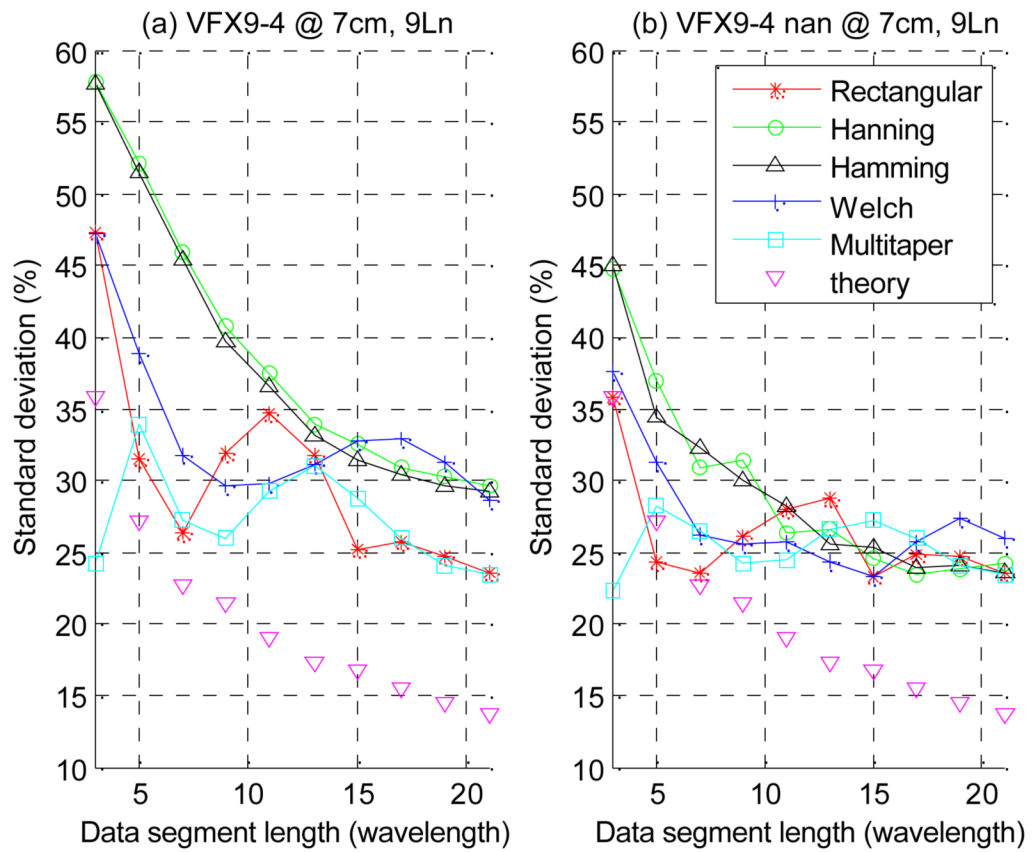 (a) VFX9-4 @ 7cm, 9Ln
60
55
50
45
40
35
30
25
20
15
10
Standard deviation (%)
5
10
15
20
Data segment length (wavelength)
(b) VFX9-4 nan @ 7cm, 9Ln
60
55
50
45
40
35
30
25
20
15
10
Standard deviation (%)
5
10
15
20
Data segment length (wavelength)
Rectangular
Hanning
Hamming
Welch
Multitaper
theory